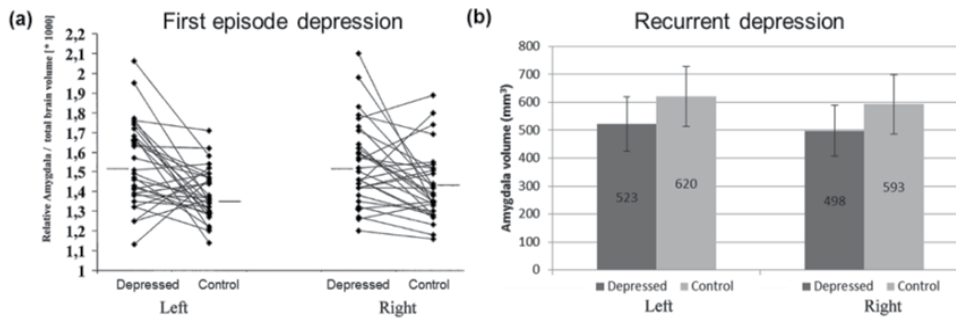 (a) First episode depression
Relative Amygdala / total brain volume [* 1000]
2,2
2,1
2
1,9
1,8
1,7
1,6
1,5
1,4
1,3
1,2
1,1
1
Depressed Control Depressed Control
Left Right
(b) Recurrent depression
Amygdala volume (mm³)
800
700
600
500
400
300
200
100
0
523 620 498 593
Depressed Control Depressed Control
Left Right